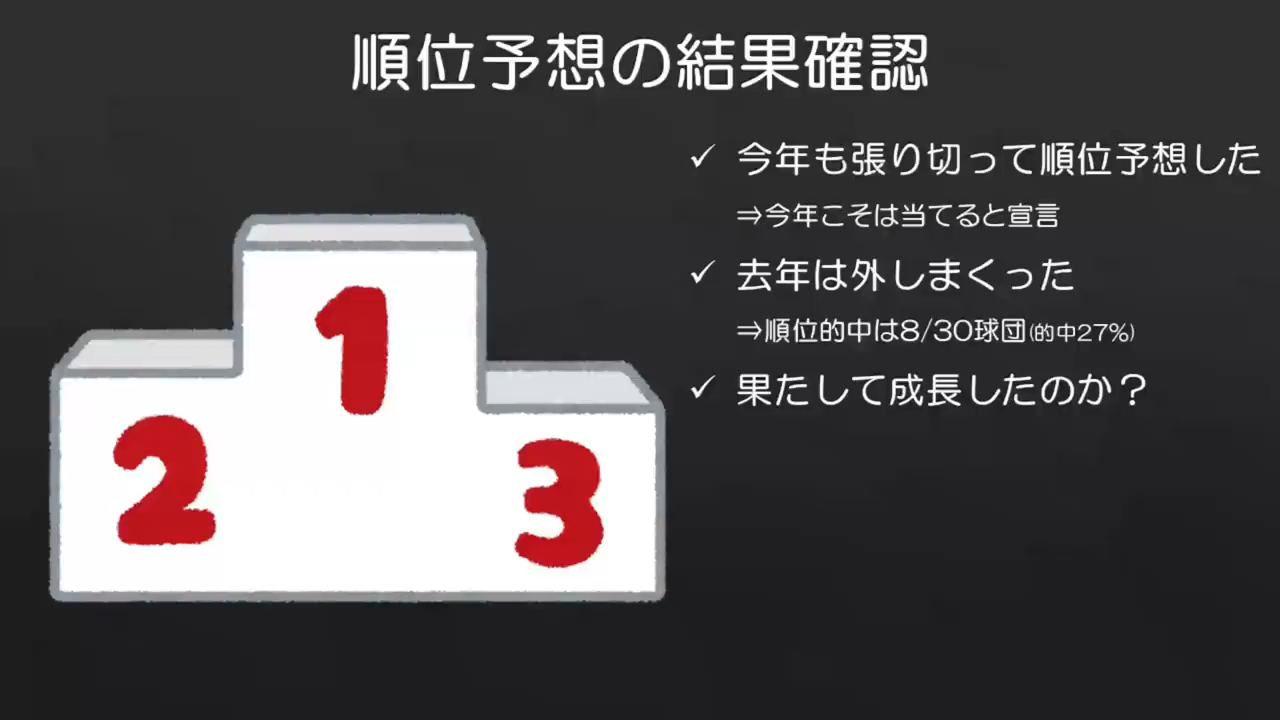 順位予想の結果確認
✓ 今年も張り切って順位予想した
⇒今年こそは当てると宣言
✓ 去年は外しまくった
⇒順位的中は8/30球団(的中27%)
✓ 果たして成長したのか？
1
2
3